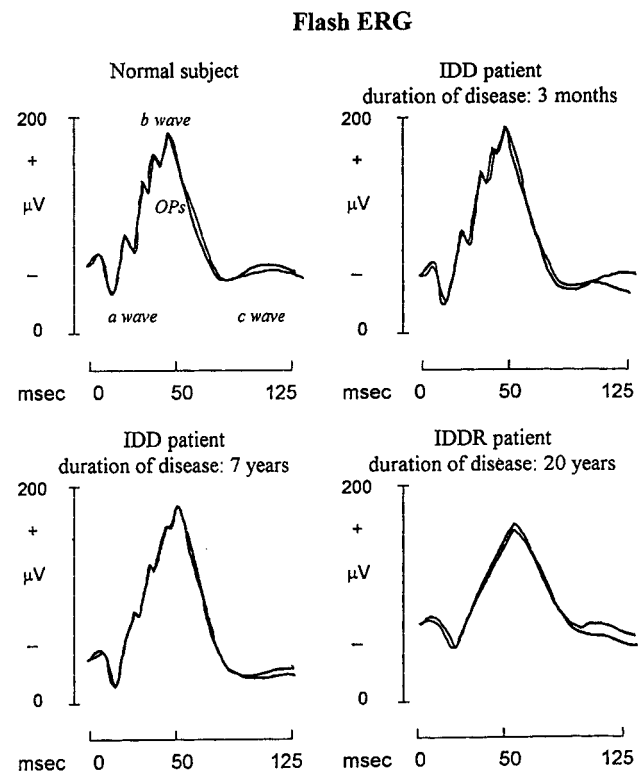 Flash ERG
Normal subject
200
+
μV
–
0
b wave
OPs
a wave
c wave
msec 0 50 125
IDD patient
duration of disease: 3 months
200
+
μV
–
0
msec 0 50 125
IDD patient
duration of disease: 7 years
200
+
μV
–
0
msec 0 50 125
IDDR patient
duration of disease: 20 years
200
+
μV
–
0
msec 0 50 125